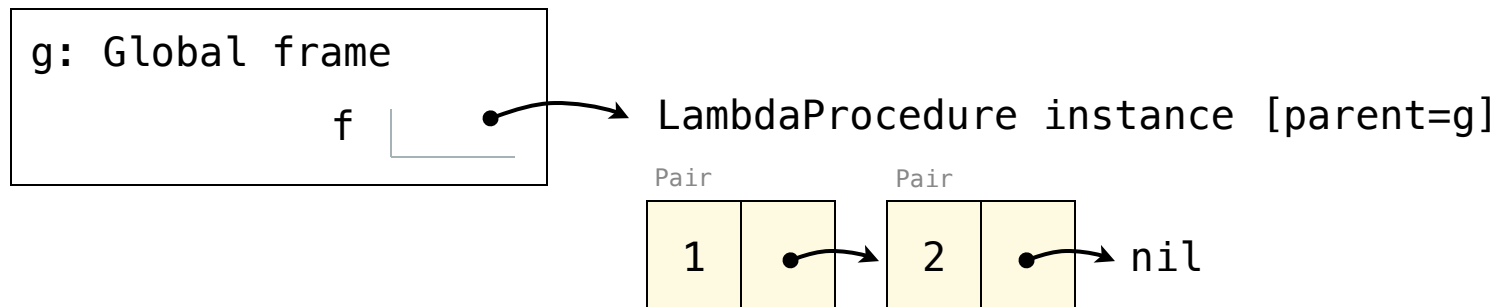 g: Global frame
f
LambdaProcedure instance [parent=g]
Pair Pair
1 2 nil